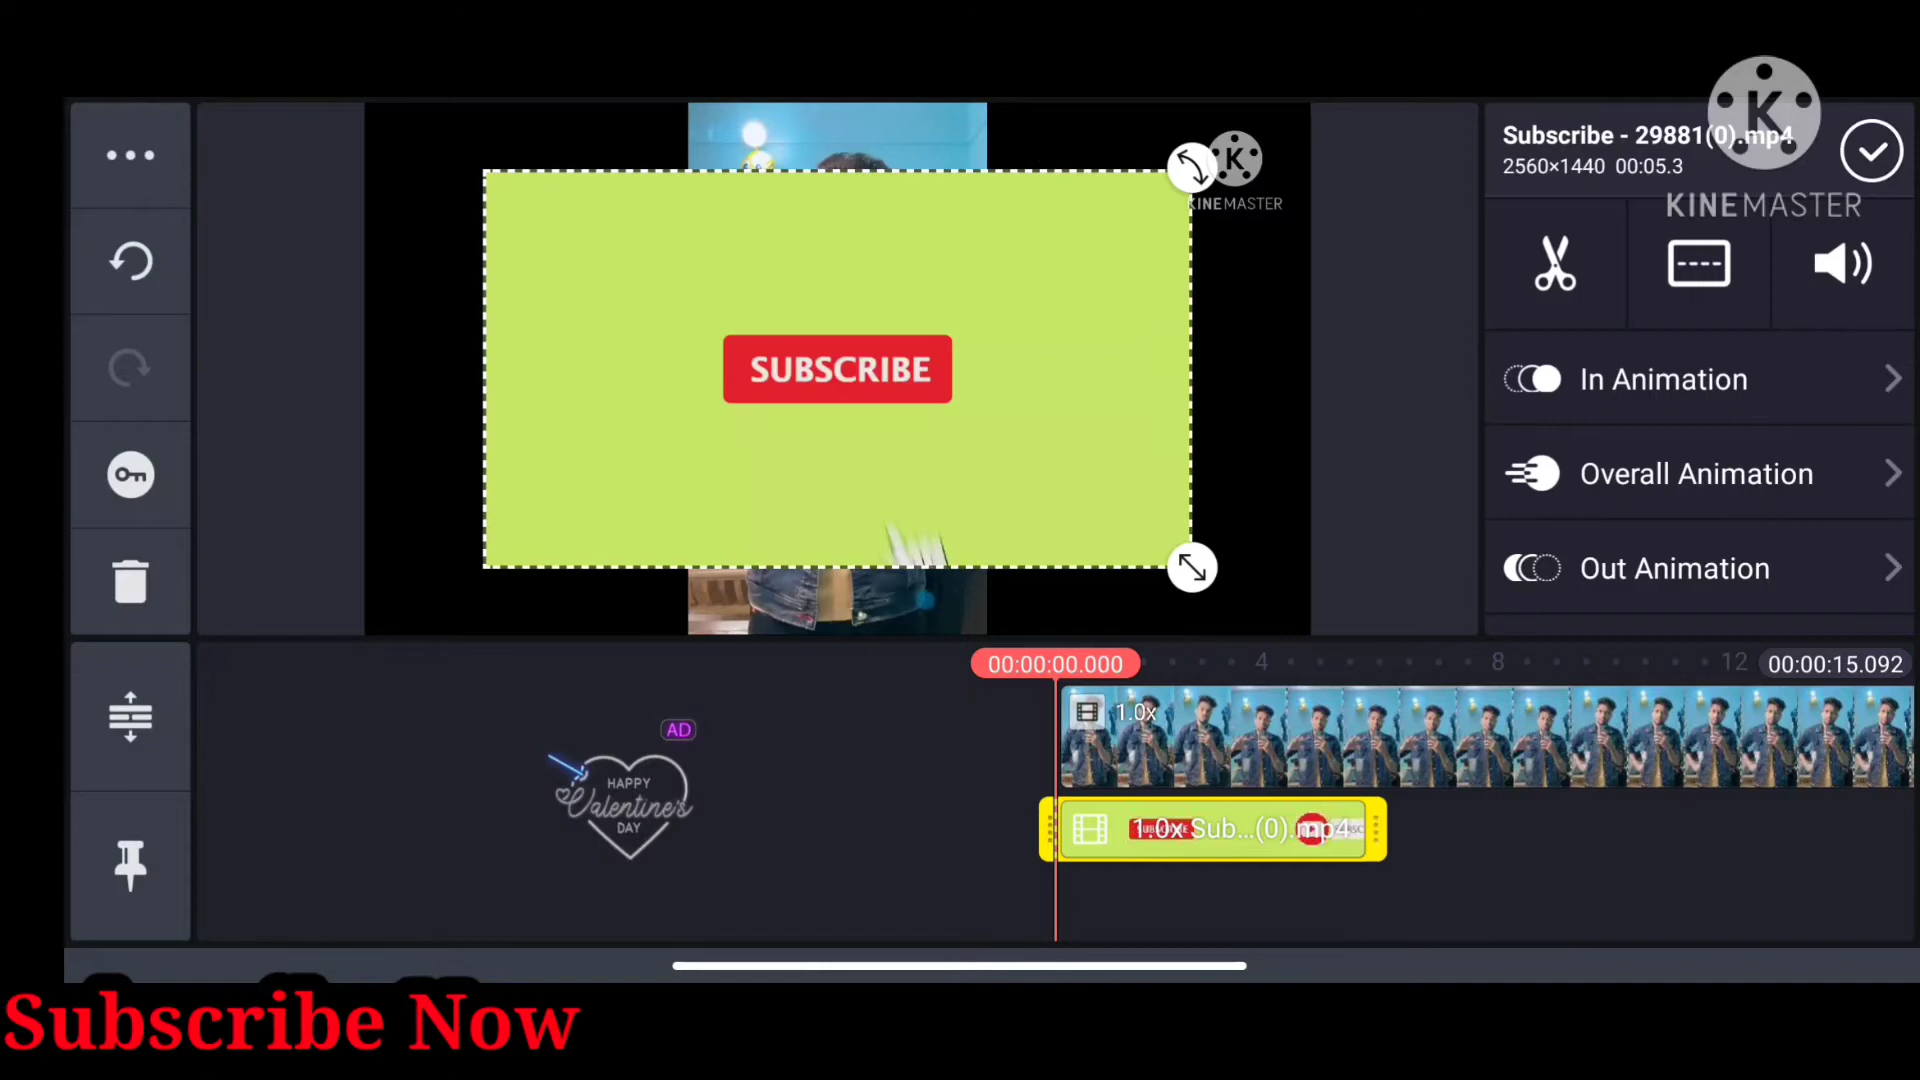 Subscribe - 29881(0).mp4
2560×1440 00:05.3
K
KINEMASTER
K
KINEMASTER
SUBSCRIBE
In Animation
Overall Animation
Out Animation
00:00:00.000
4
8
12
00:00:15.092
1.0x
AD
HAPPY
Valentine's
DAY
1.0x Sub...(0).mp4
Subscribe Now